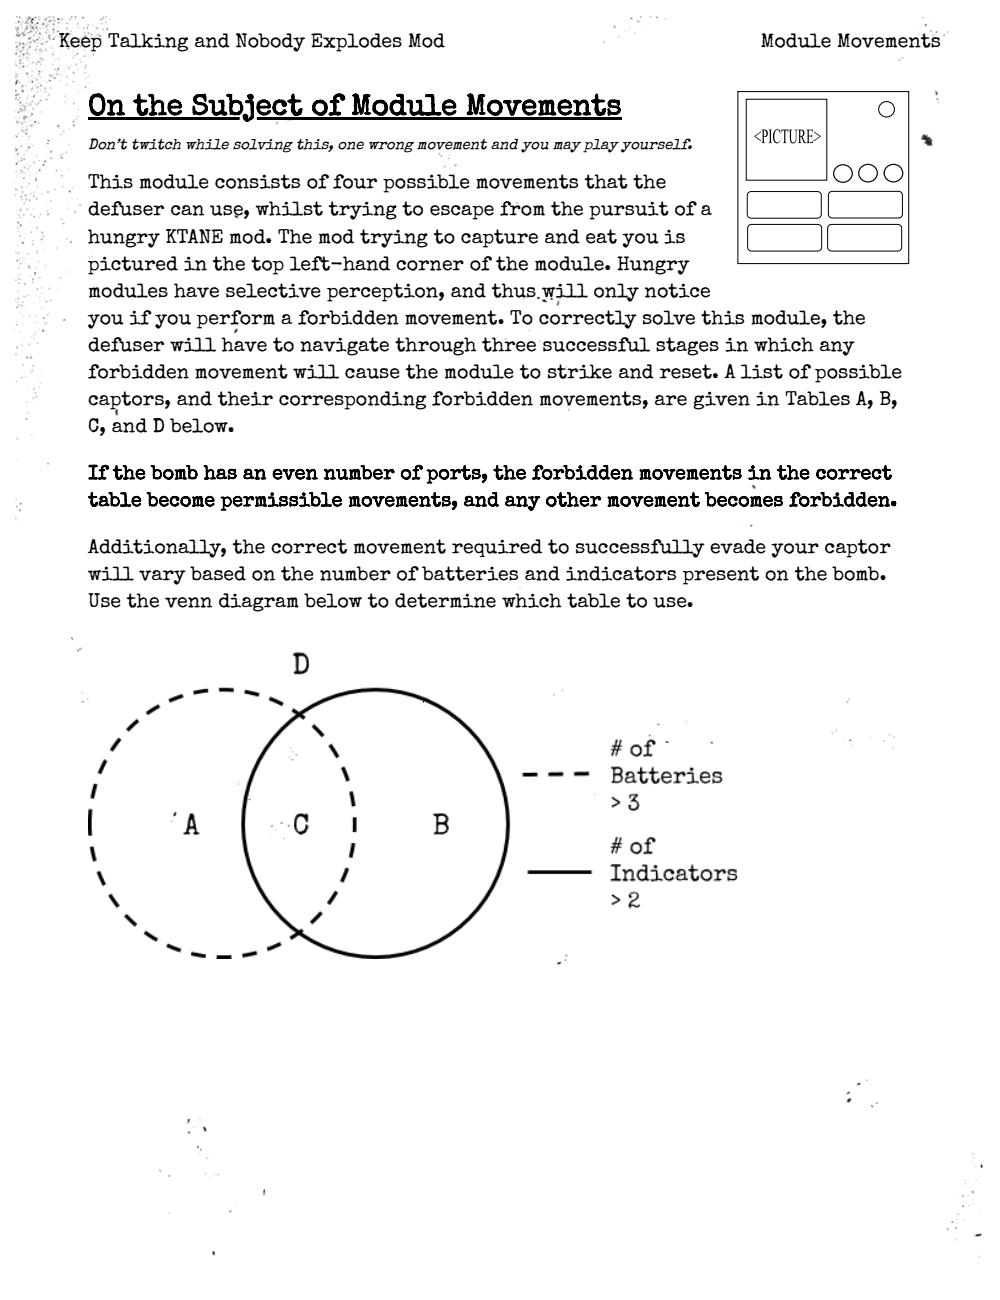 Keep Talking and Nobody Explodes Mod
Module Movements
On the Subject of Module Movements
Don't twitch while solving this, one wrong movement and you may play yourself.
<PICTURE>
This module consists of four possible movements that the
defuser can use, whilst trying to escape from the pursuit of a
hungry KTANE mod. The mod trying to capture and eat you is
pictured in the top left-hand corner of the module. Hungry
modules have selective perception, and thus will only notice
you if you perform a forbidden movement. To correctly solve this module, the
defuser will have to navigate through three successful stages in which any
forbidden movement will cause the module to strike and reset. A list of possible
captors, and their corresponding forbidden movements, are given in Tables A, B,
C, and D below.
If the bomb has an even number of ports, the forbidden movements in the correct
table become permissible movements, and any other movement becomes forbidden.
Additionally, the correct movement required to successfully evade your captor
will vary based on the number of batteries and indicators present on the bomb.
Use the venn diagram below to determine which table to use.
D
A
C
B
# of
Batteries
> 3
# of
Indicators
> 2